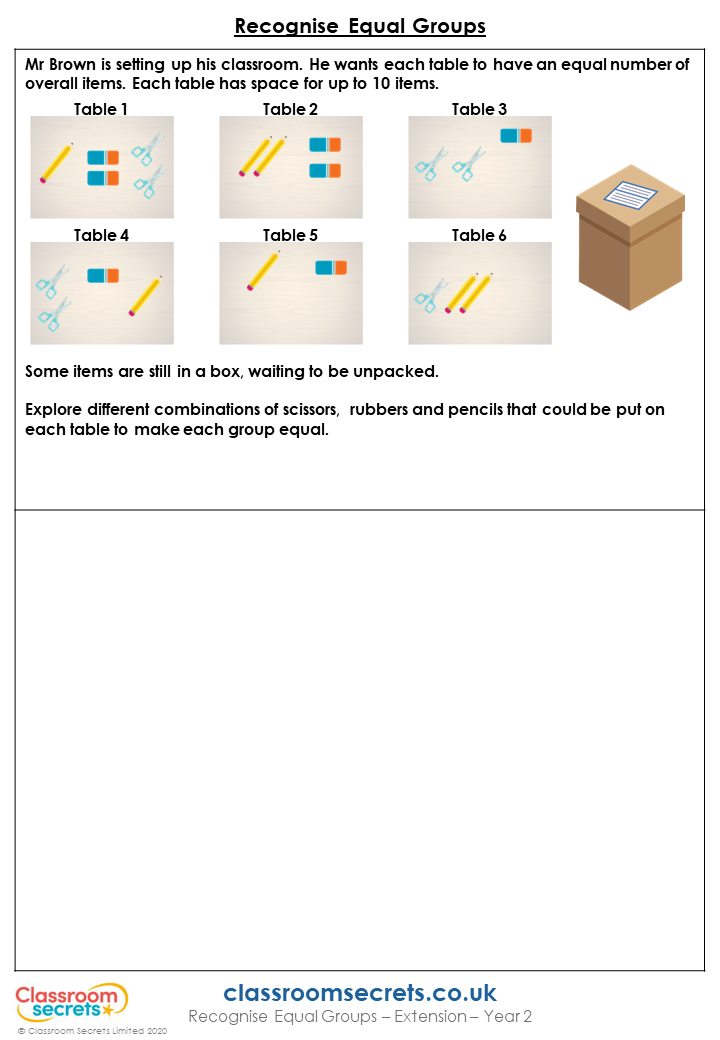 Recognise Equal Groups
Mr Brown is setting up his classroom. He wants each table to have an equal number of
overall items. Each table has space for up to 10 items.
Table 1
Table 2
Table 3
Table 4
Table 5
Table 6
Some items are still in a box, waiting to be unpacked.
Explore different combinations of scissors, rubbers and pencils that could be put on
each table to make each group equal.
Classroom
secrets
© Classroom Secrets Limited 2020
classroomsecrets.co.uk
Recognise Equal Groups – Extension – Year 2